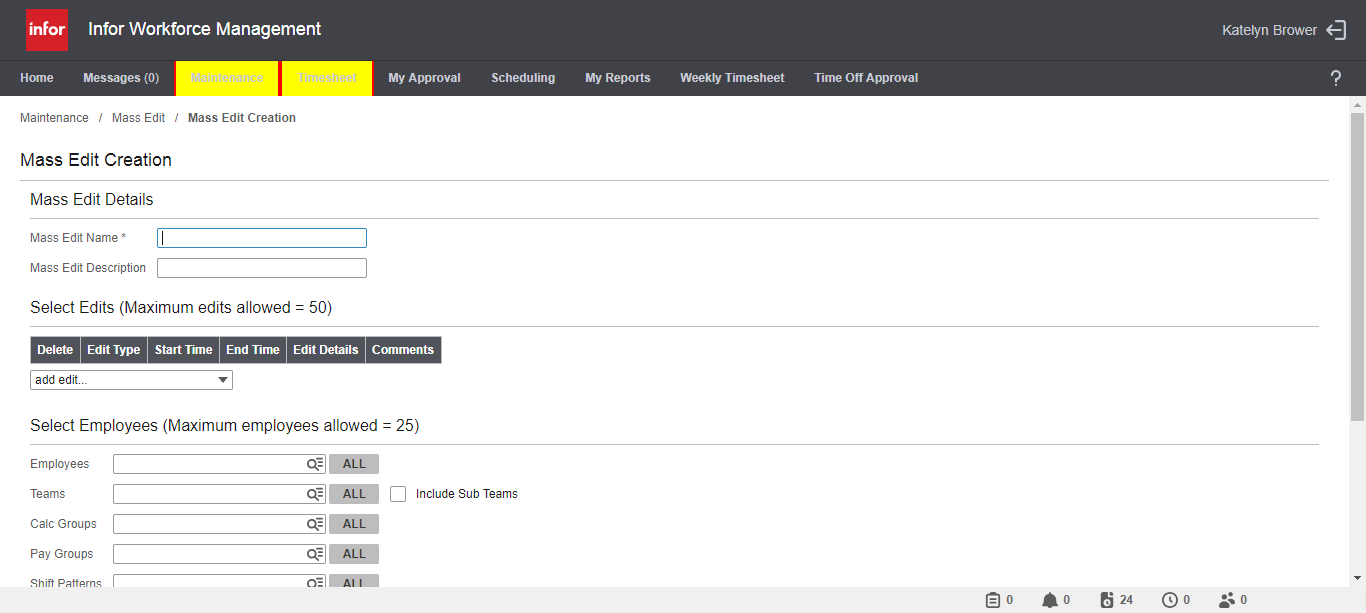 infor Infor Workforce Management Katelyn Brower
Home Messages (0) Maintenance Timesheet My Approval Scheduling My Reports Weekly Timesheet Time Off Approval ?
Maintenance / Mass Edit / Mass Edit Creation
Mass Edit Creation
Mass Edit Details
Mass Edit Name *
Mass Edit Description
Select Edits (Maximum edits allowed = 50)
Delete Edit Type Start Time End Time Edit Details Comments
add edit...
Select Employees (Maximum employees allowed = 25)
Employees ALL
Teams ALL Include Sub Teams
Calc Groups ALL
Pay Groups ALL
Shift Patterns ALL
0 0 24 0 0